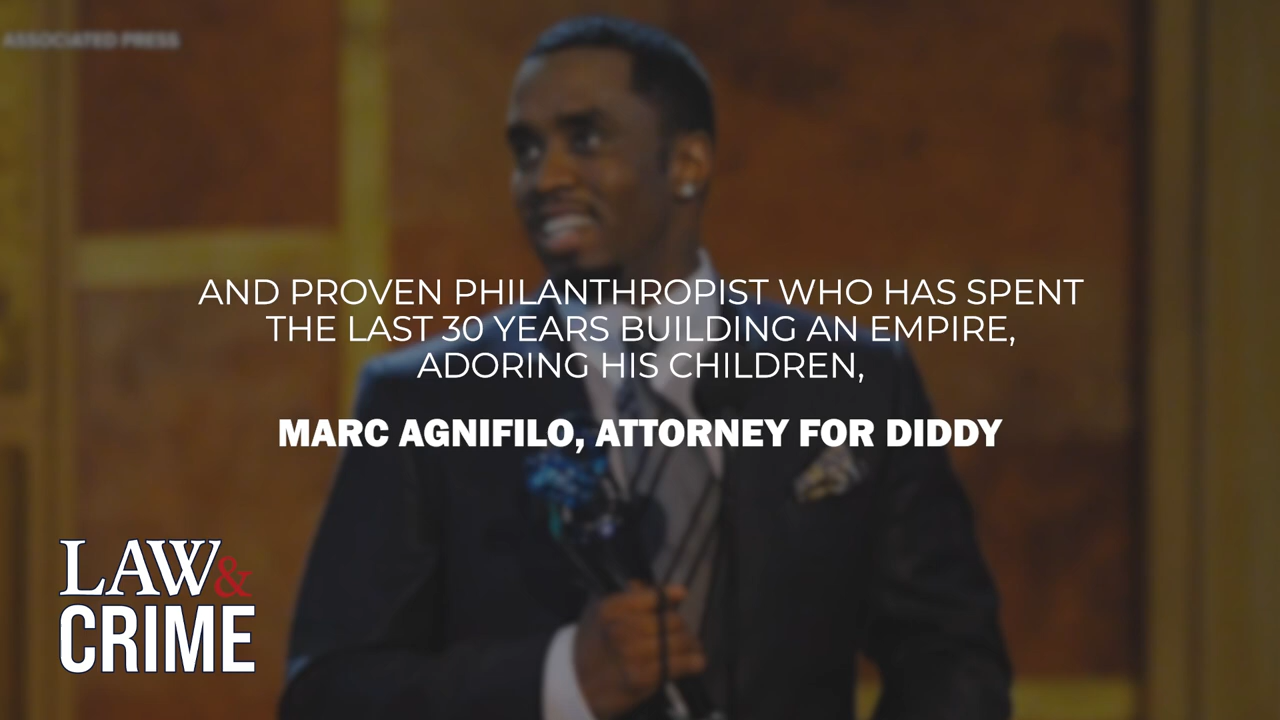 ASSOCIATED PRESS
AND PROVEN PHILANTHROPIST WHO HAS SPENT
THE LAST 30 YEARS BUILDING AN EMPIRE,
ADORING HIS CHILDREN,
MARC AGNIFILO, ATTORNEY FOR DIDDY
LAW&
CRIME